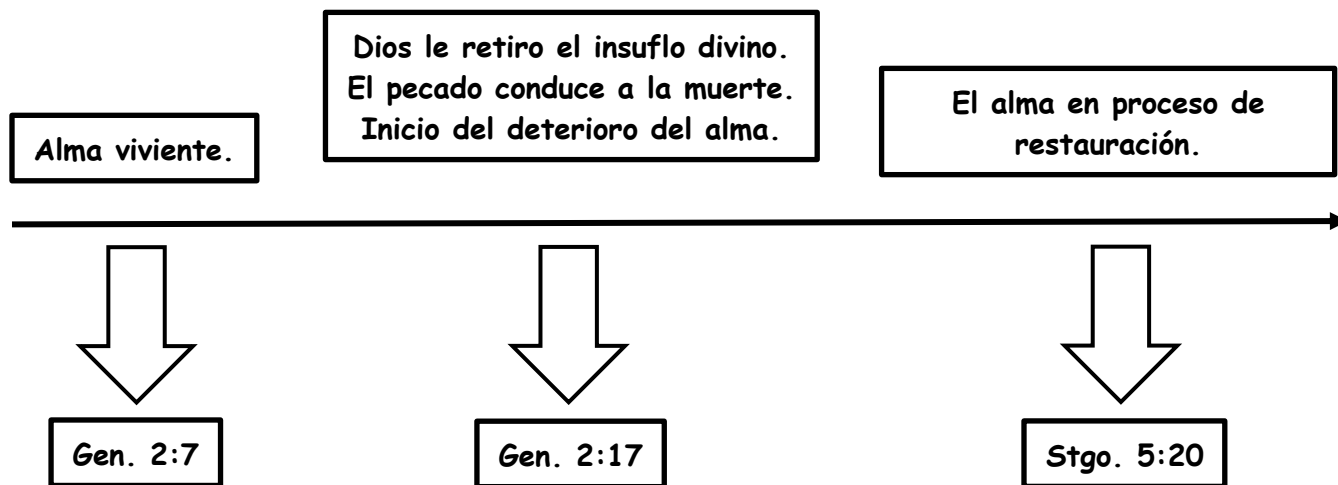 Dios le retiro el insuflo divino.
El pecado conduce a la muerte.
Inicio del deterioro del alma.
El alma en proceso de
restauración.
Alma viviente.
Gen. 2:7
Gen. 2:17
Stgo. 5:20